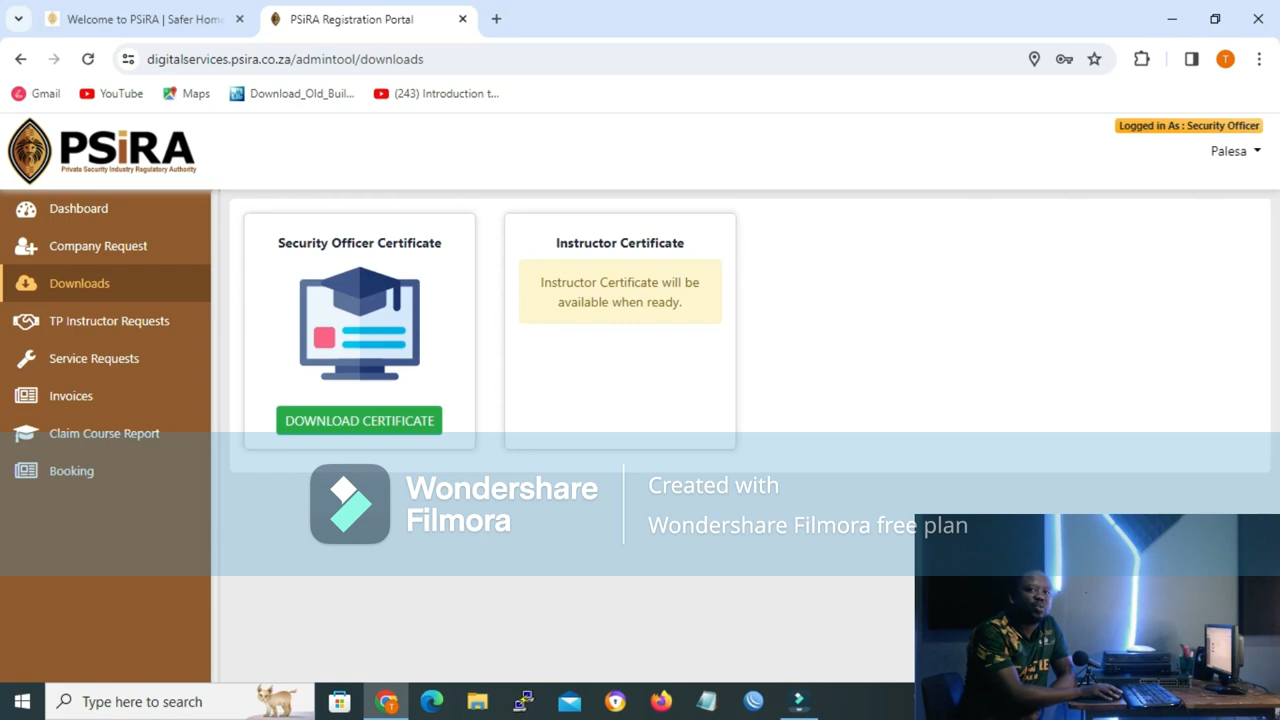 Welcome to PSiRA | Safer Hom
PSiRA Registration Portal
digitalservices.psira.co.za/admintool/downloads
Gmail
YouTube
Maps
Download_Old_Buil...
(243) Introduction t...
PSiRA
Private Security Industry Regulatory Authority
Logged in As : Security Officer
Palesa
Dashboard
Company Request
Downloads
TP Instructor Requests
Service Requests
Invoices
Claim Course Report
Booking
Security Officer Certificate
DOWNLOAD CERTIFICATE
Instructor Certificate
Instructor Certificate will be
available when ready.
Wondershare
Filmora
Created with
Wondershare Filmora free plan
T
Type here to search